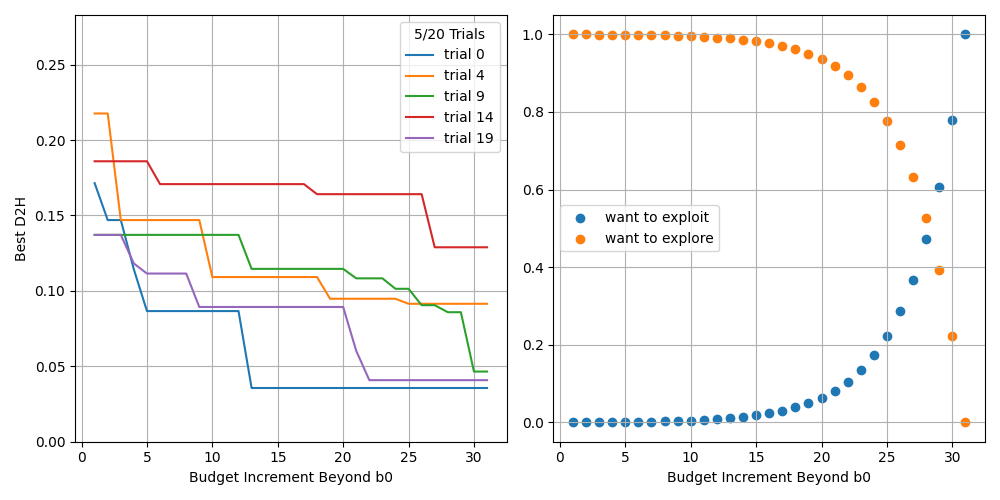 5/20 Trials
trial 0
trial 4
trial 9
trial 14
trial 19
0.25
0.20
0.15
0.10
0.05
0.00
Best D2H
0 5 10 15 20 25 30
Budget Increment Beyond b0
1.0
0.8
0.6
0.4
0.2
0.0
want to exploit
want to explore
0 5 10 15 20 25 30
Budget Increment Beyond b0